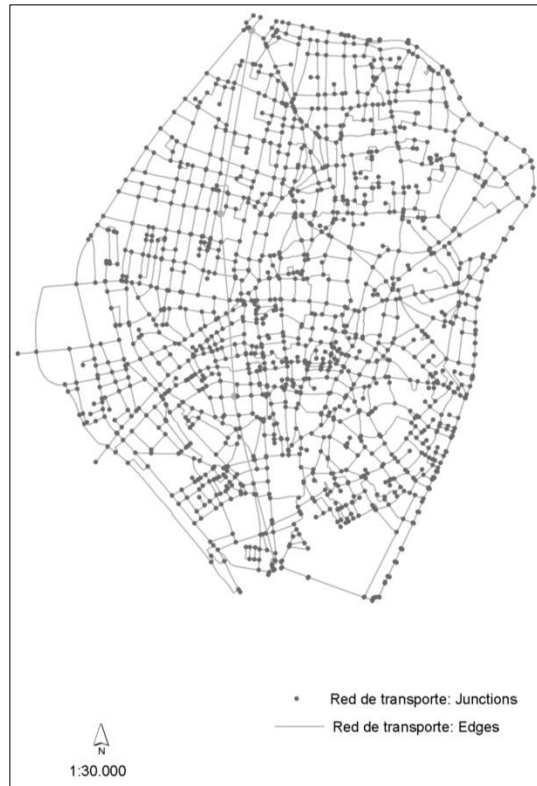 Red de transporte: Junctions
Red de transporte: Edges
N
1:30.000